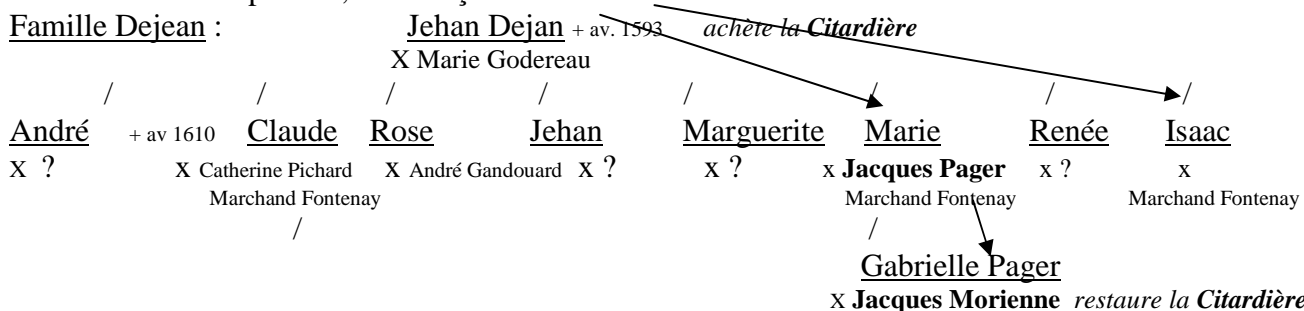 Famille Dejean : Jehan Dejan + av. 1593 achète la Citardière
X Marie Godereau
/ / / / / / / /
André + av 1610 Claude Rose Jehan Marguerite Marie Renée Isaac
X ? X Catherine Pichard X André Gandouard x ? x ? x Jacques Pager x ? x
Marchand Fontenay Marchand Fontenay Marchand Fontenay
/ /
Gabrielle Pager
X Jacques Morienne restaure la Citardière